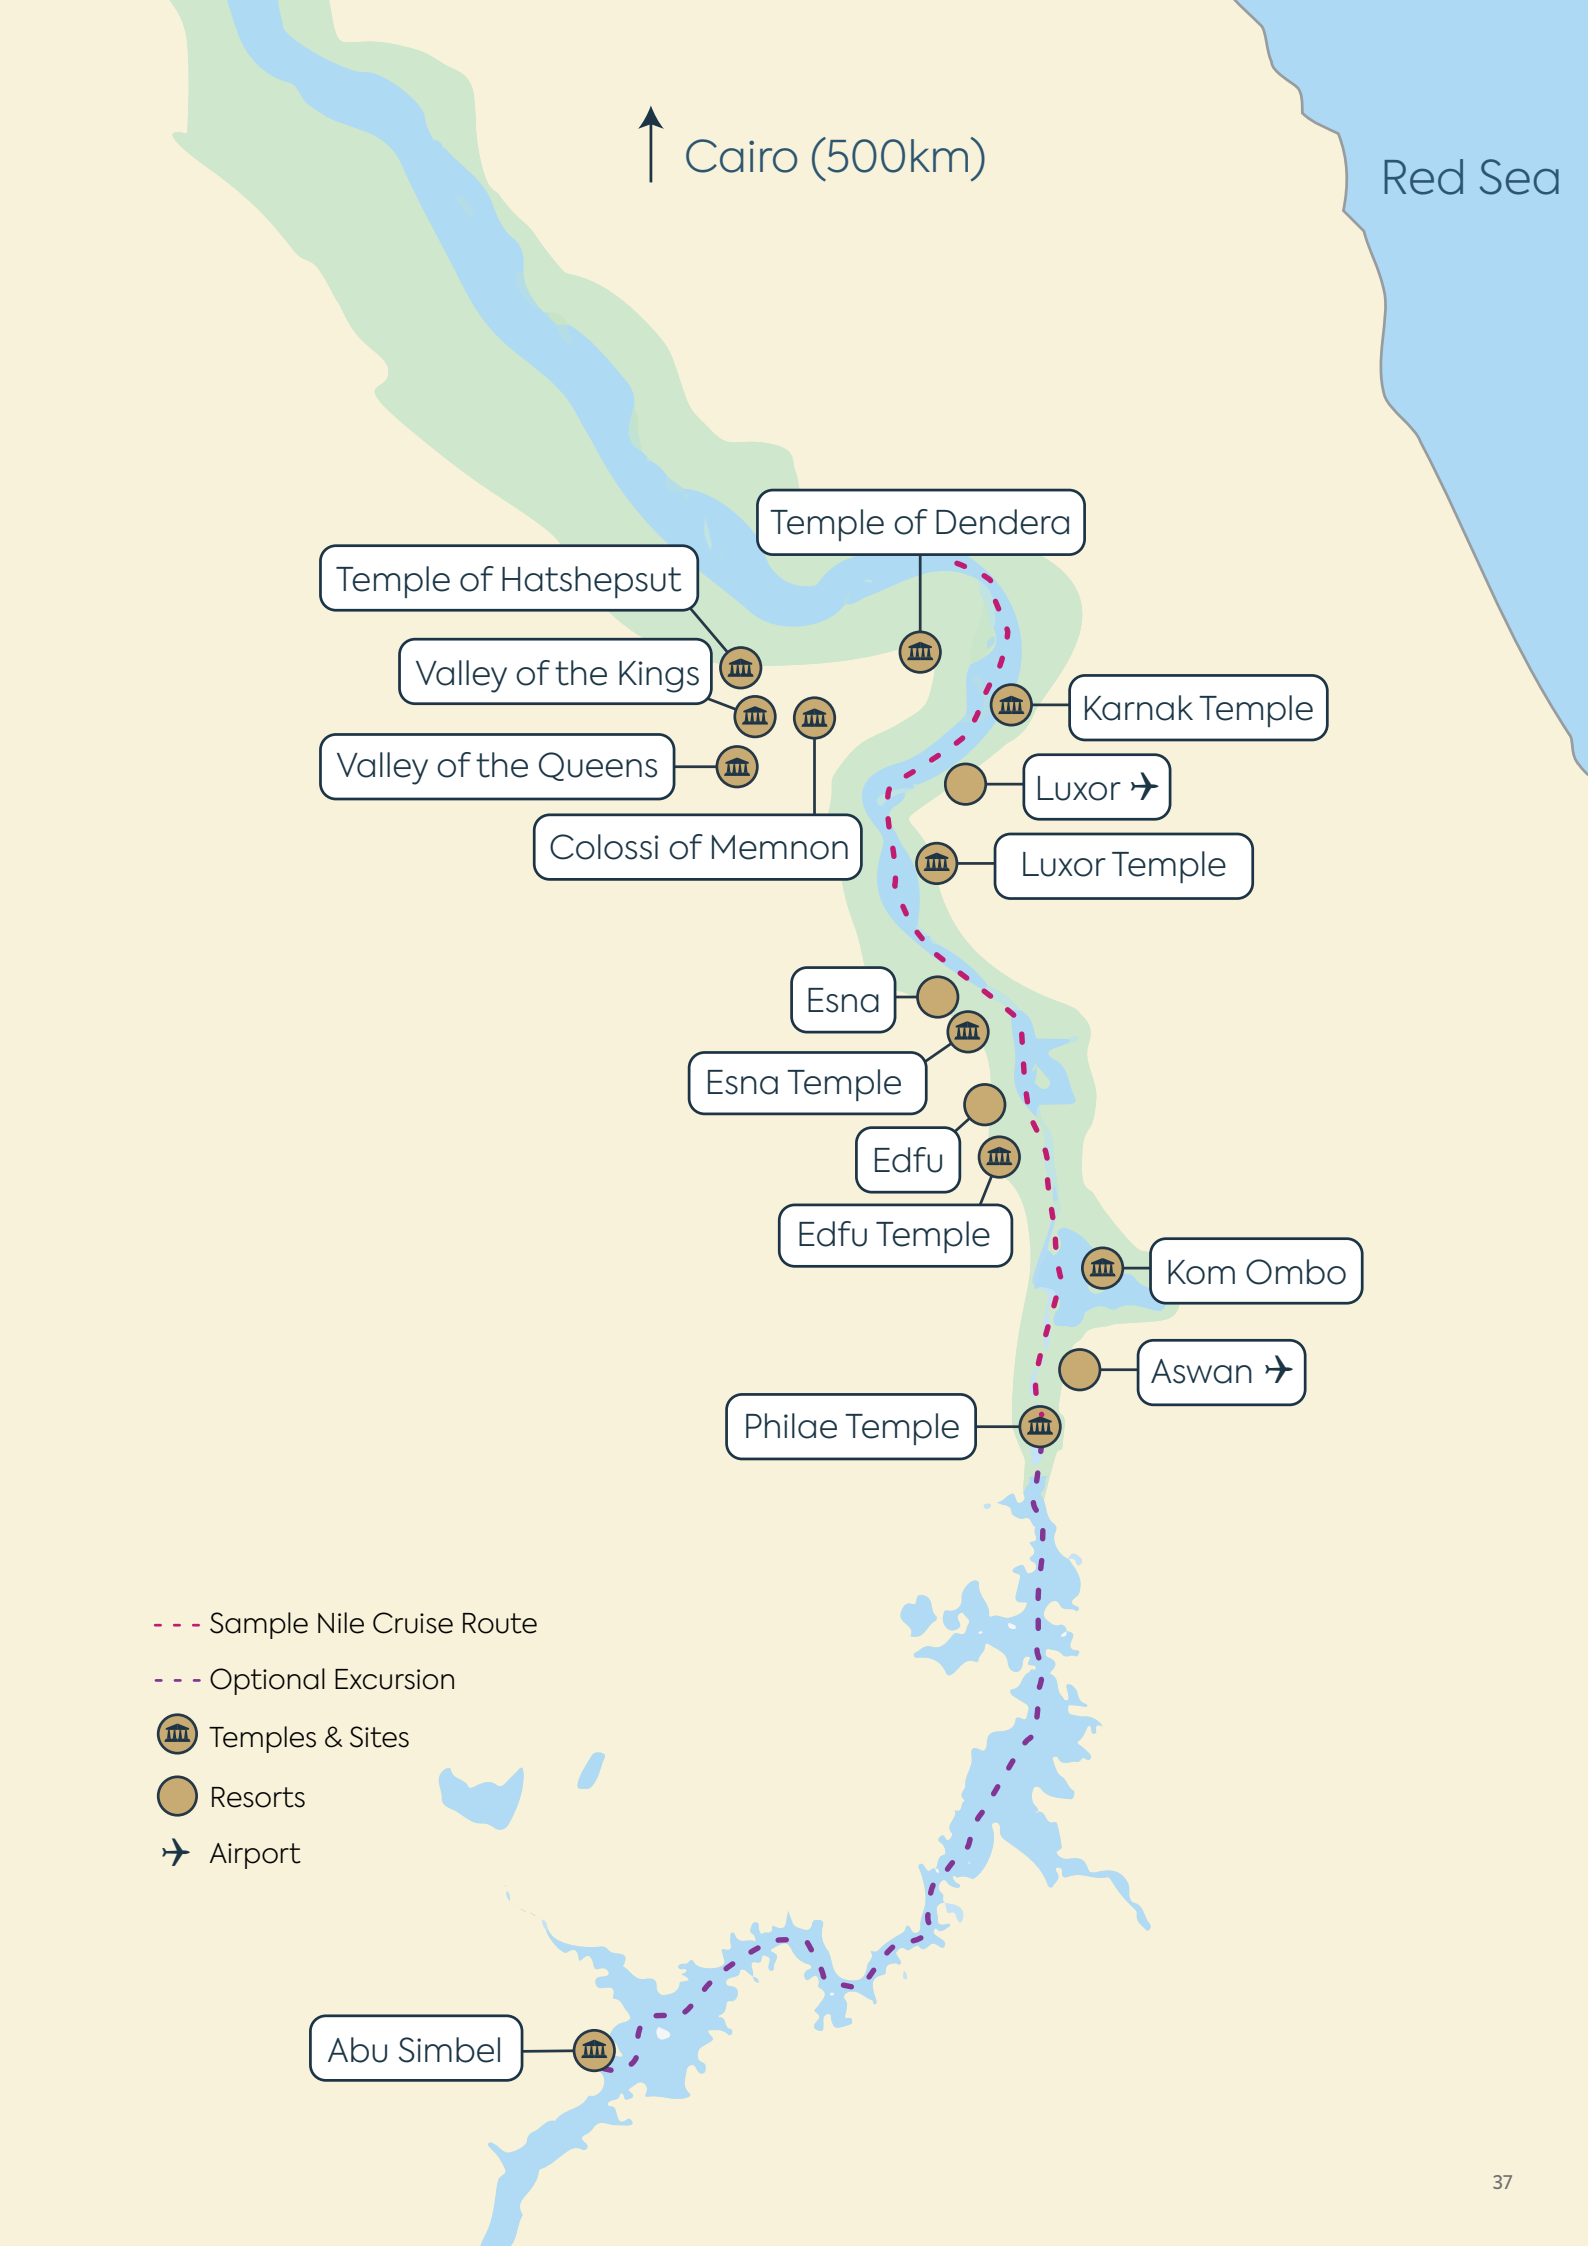 Cairo (500km)
Red Sea
Temple of Dendera
Temple of Hatshepsut
Valley of the Kings
Karnak Temple
Valley of the Queens
Luxor
Colossi of Memnon
Luxor Temple
Esna
Esna Temple
Edfu
Edfu Temple
Kom Ombo
Aswan
Philae Temple
Sample Nile Cruise Route
Optional Excursion
Temples & Sites
Resorts
Airport
Abu Simbel
37